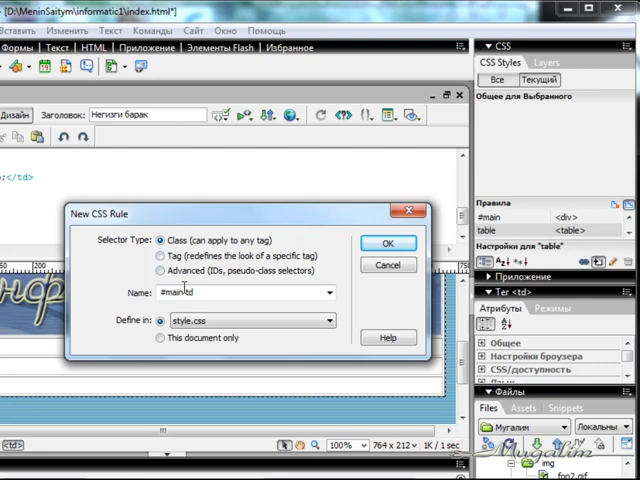 - [D:\MeninSaitym\informatic1\index.html*]
Вставить Изменить Текст Команды Сайт Окно Помощь
Формы | Текст | HTML | Приложение | Элементы Flash | Избранное
CSS
CSS Styles Layers
Все Текущий
Общее для Выбранного
Дизайн Заголовок: Негизги барак
;</td>
Правила
#main <div>
table <table>
Настройки для "table"
Приложение
Тег <td>
Атрибуты
Общее
Настройки браузера
CSS/доступность
Файлы
Files Assets Snippets
Мугалим Локальны
img
fon2.gif
New CSS Rule
Selector Type: Class (can apply to any tag)
Tag (redefines the look of a specific tag)
Advanced (IDs, pseudo-class selectors)
Name: #main td
Define in: style.css
This document only
OK
Cancel
Help
200
нф
<td> 100% 764 x 212 1K / 1 sec
e-Mugalim